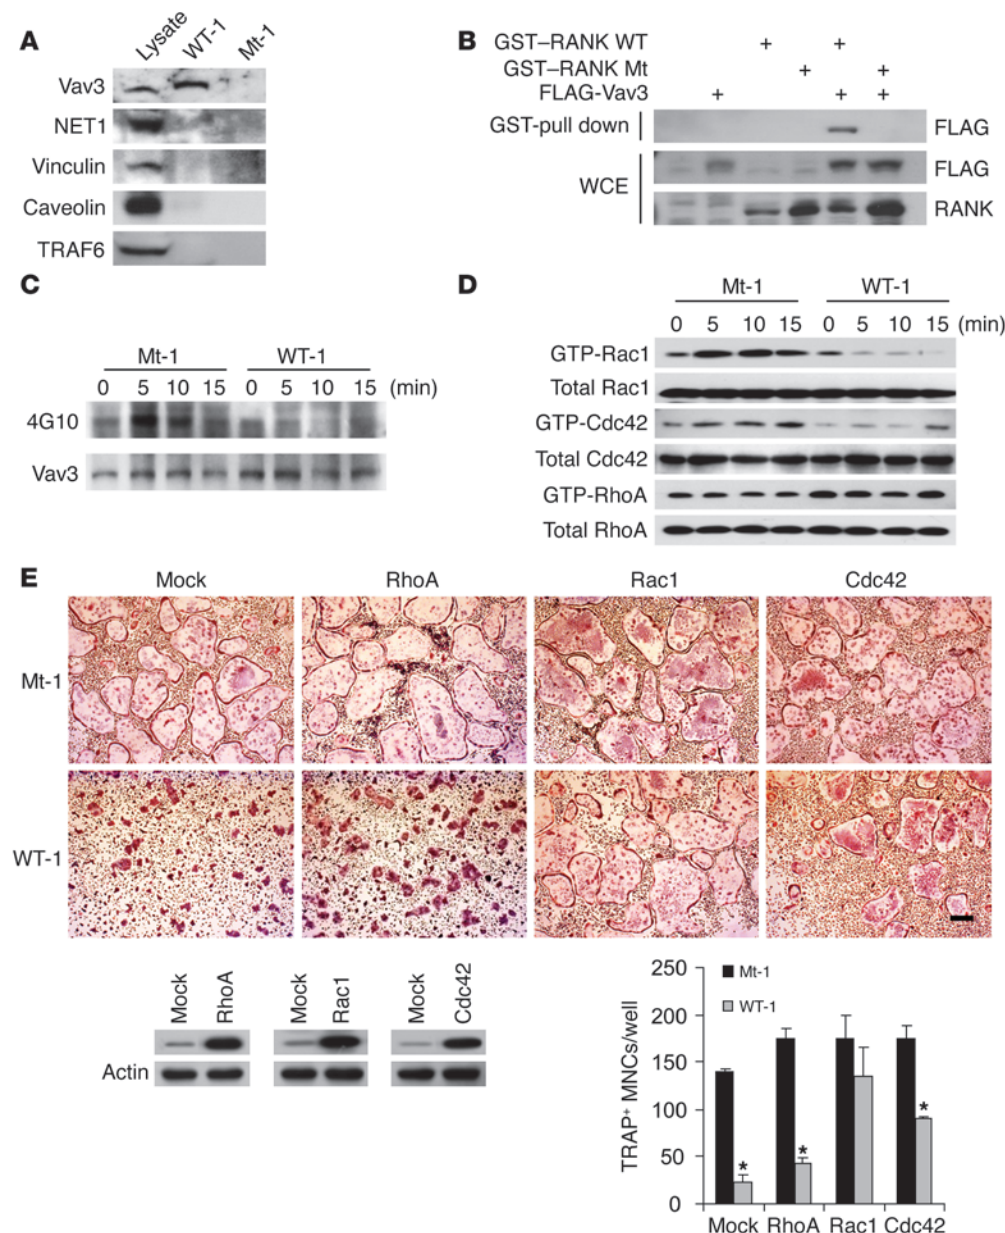 A
Lysate WT-1 Mt-1
Vav3
NET1
Vinculin
Caveolin
TRAF6
B
GST–RANK WT + +
GST–RANK Mt + +
FLAG-Vav3 + + +
GST-pull down FLAG
WCE FLAG
RANK
C
Mt-1 WT-1
0 5 10 15 0 5 10 15 (min)
4G10
Vav3
D
Mt-1 WT-1
0 5 10 15 0 5 10 15 (min)
GTP-Rac1
Total Rac1
GTP-Cdc42
Total Cdc42
GTP-RhoA
Total RhoA
E
Mock RhoA Rac1 Cdc42
Mt-1
WT-1
Mock RhoA Mock Rac1 Mock Cdc42
Actin
TRAP+ MNCs/well
250
200
150
100
50
0
Mt-1
WT-1
* * *
Mock RhoA Rac1 Cdc42